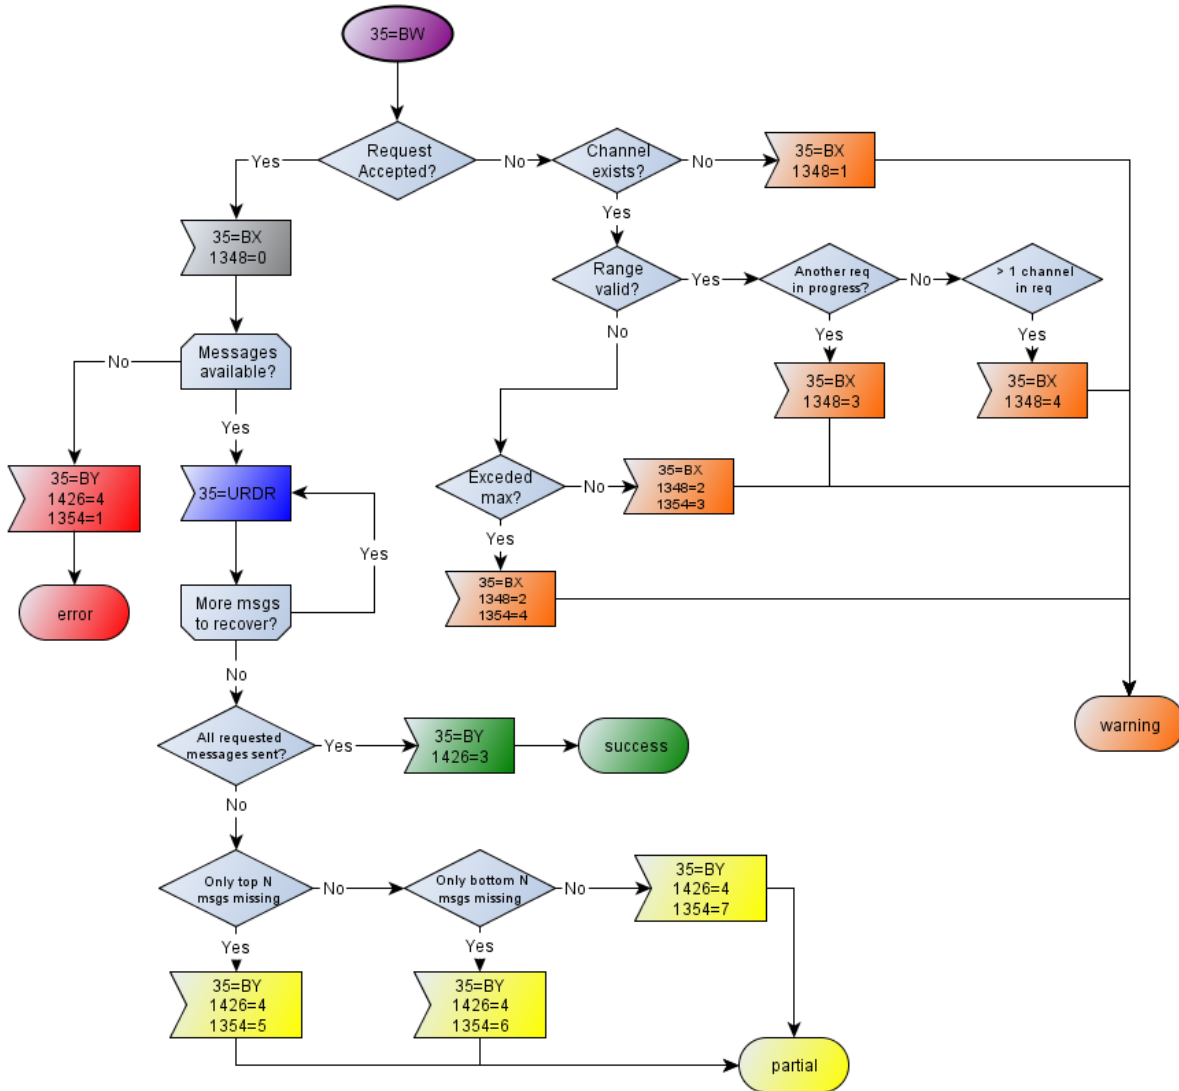 35=BW
Request
Accepted?
Yes
No
Channel
exists?
No
35=BX
1348=1
Yes
35=BX
1348=0
Range
valid?
Yes
Another req
in progress?
No
> 1 channel
in req
No
Yes
Yes
Messages
available?
No
35=BX
1348=3
35=BX
1348=4
Yes
35=BY
1426=4
1354=1
35=URDR
Exceded
max?
No
35=BX
1348=2
1354=3
Yes
Yes
35=BX
1348=2
1354=4
error
More msgs
to recover?
No
warning
All requested
messages sent?
Yes
35=BY
1426=3
success
No
Only top N
msgs missing
No
Only bottom N
msgs missing
No
35=BY
1426=4
1354=7
Yes
Yes
35=BY
1426=4
1354=5
35=BY
1426=4
1354=6
partial